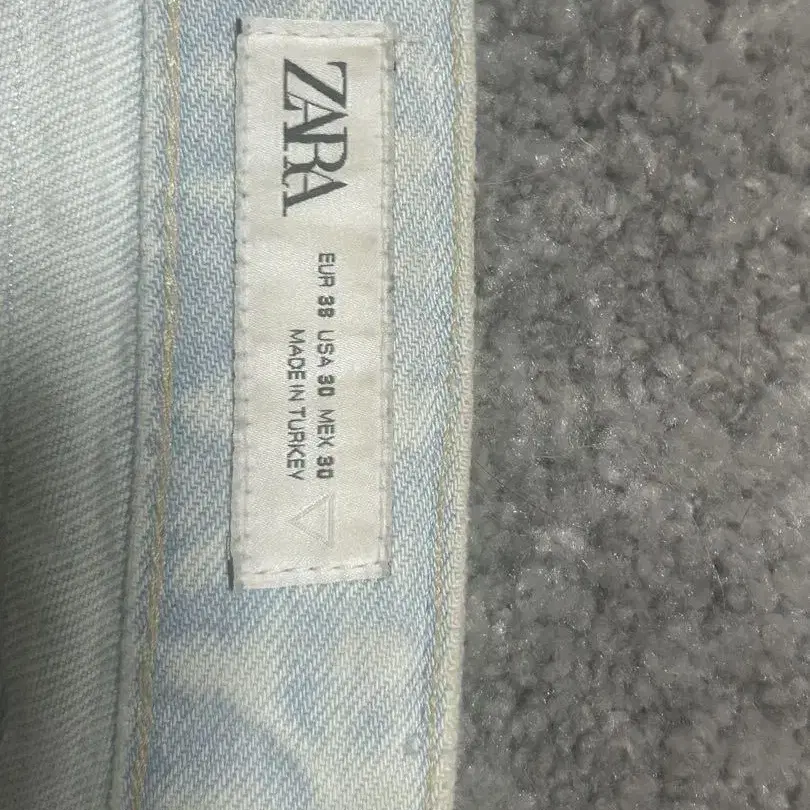 ZARA
EUR 38 USA 30 MEX 30
MADE IN TURKEY